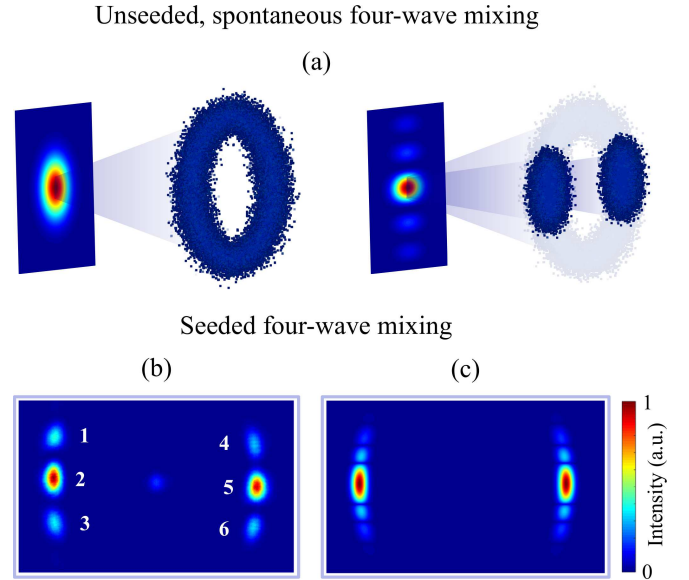 Unseeded, spontaneous four-wave mixing
(a)
Seeded four-wave mixing
(b)
(c)
1
2
3
4
5
6
1
Intensity (a.u.)
0